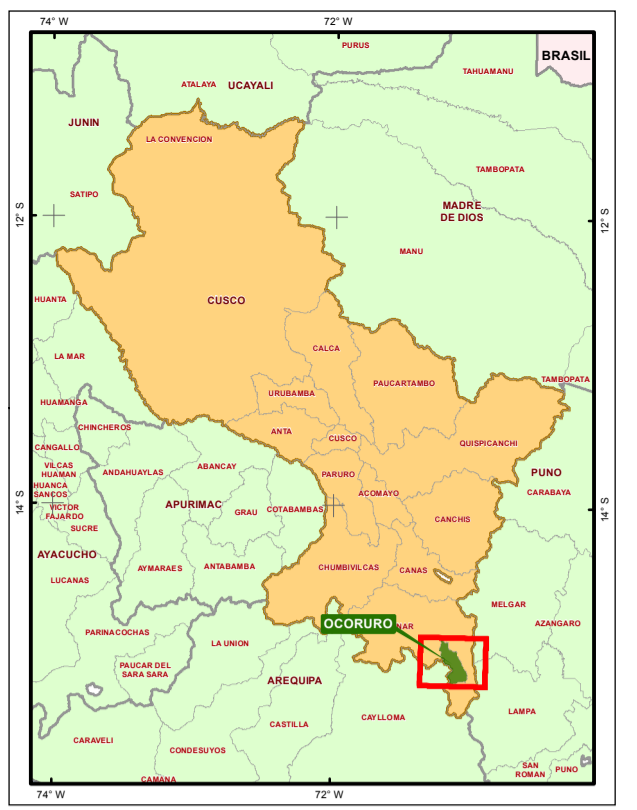 74° W
72° W
PURUS
BRASIL
TAHUAMANU
ATALAYA
UCAYALI
JUNIN
LA CONVENCION
TAMBOPATA
SATIPO
MADRE
DE DIOS
12° S
12° S
MANU
HUANTA
CUSCO
CALCA
LA MAR
TAMBOPATA
PAUCARTAMBO
URUBAMBA
HUAMANGA
CHINCHEROS
ANTA
CUSCO
QUISPICANCHI
CANGALLO
VILCAS
HUAMAN
ANDAHUAYLAS
ABANCAY
PARURO
PUNO
HUANCA
SANCOS
ACOMAYO
CARABAYA
APURIMAC
VICTOR
FAJARDO
GRAU
COTABAMBAS
14° S
14° S
CANCHIS
SUCRE
AYACUCHO
AYMARAES
ANTABAMBA
CHUMBIVILCAS
CANAS
LUCANAS
MELGAR
OCORURO
NAR
AZANGARO
PARINACOCHAS
LA UNION
PAUCAR DEL
SARA SARA
AREQUIPA
LAMPA
CAYLLOMA
CASTILLA
CARAVELI
CONDESUYOS
SAN
ROMAN
PUNO
CAMANA
74° W
72° W